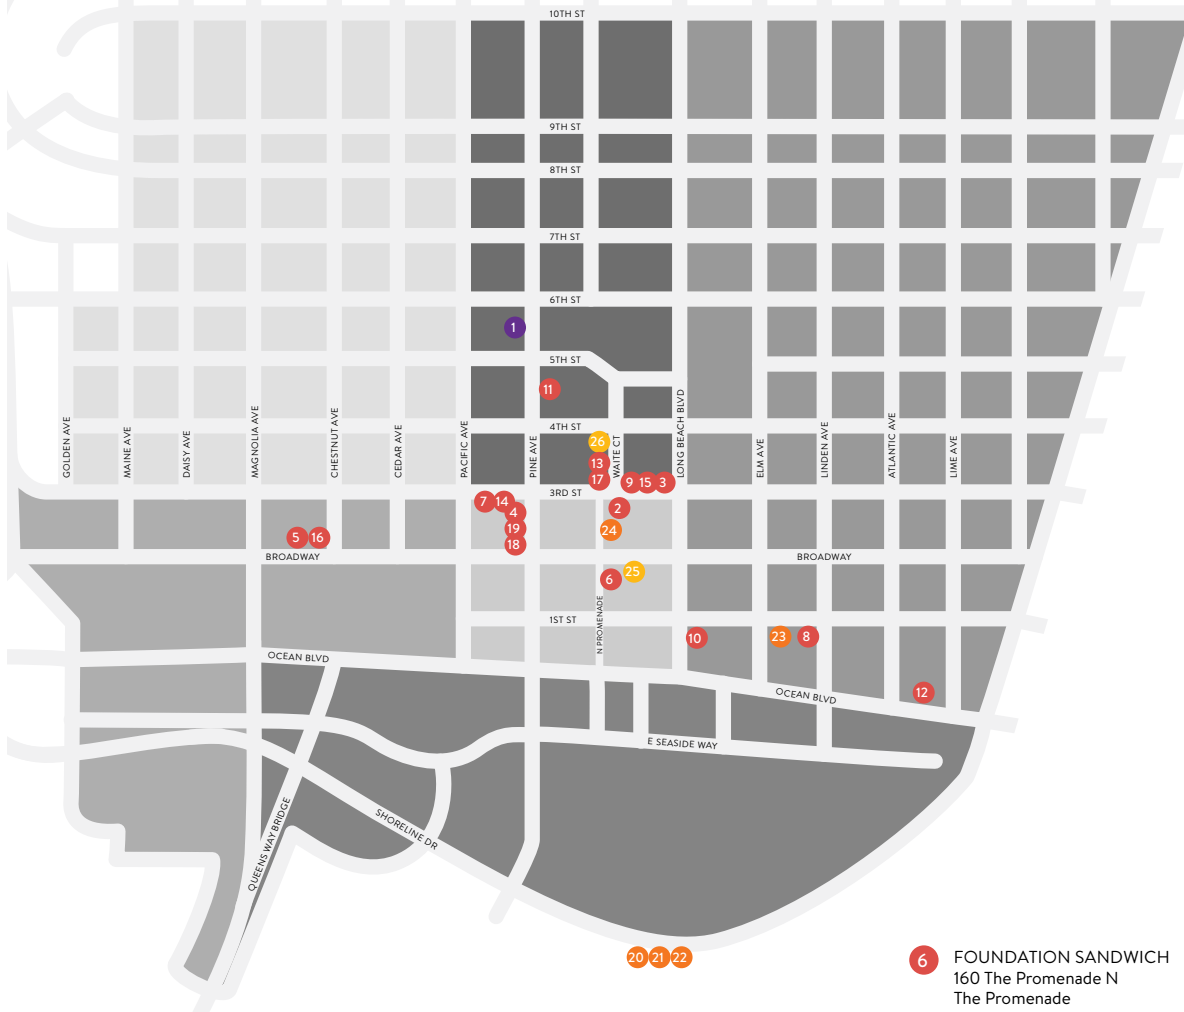 10TH ST
9TH ST
8TH ST
7TH ST
6TH ST
1
5TH ST
11
GOLDEN AVE
MAINE AVE
DAISY AVE
MAGNOLIA AVE
CHESTNUT AVE
CEDAR AVE
PACIFIC AVE
PINE AVE
4TH ST
WAITE CT
LONG BEACH BLVD
ELM AVE
LINDEN AVE
ATLANTIC AVE
LIME AVE
26
13
17
9 15 3
3RD ST
7 14
4
2
19
24
5 16
18
BROADWAY
BROADWAY
6 25
N PROMENADE
1ST ST
10
23 8
OCEAN BLVD
OCEAN BLVD
12
E SEASIDE WAY
QUEENS WAY BRIDGE
SHORELINE DR
20 21 22
6 FOUNDATION SANDWICH
160 The Promenade N
The Promenade